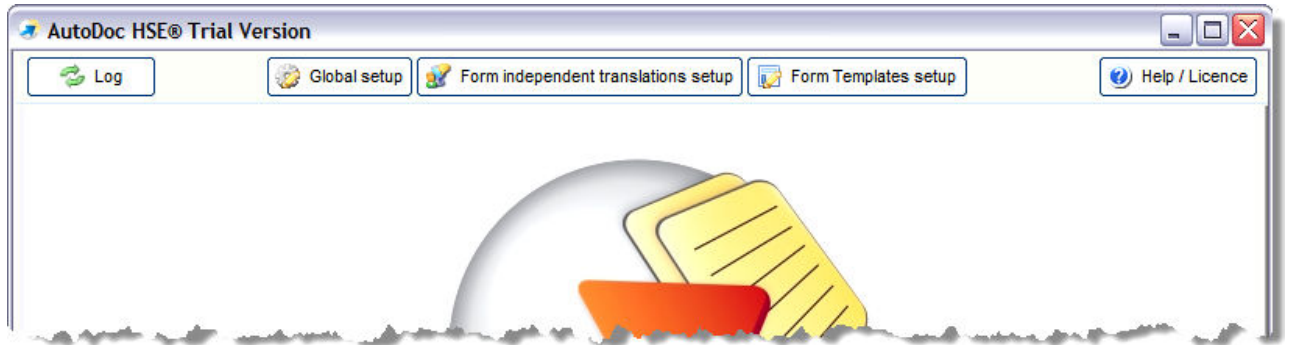 AutoDoc HSE® Trial Version
Log Global setup Form independent translations setup Form Templates setup Help / Licence